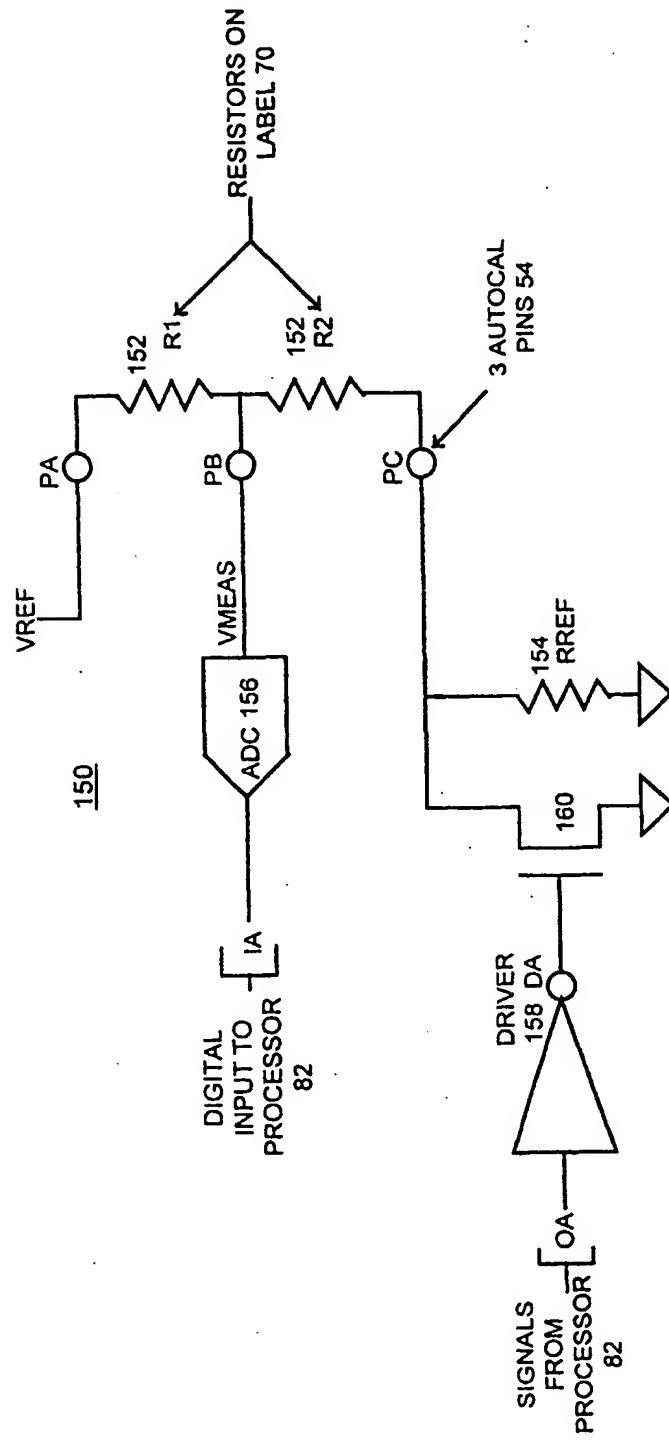 150
VREF
PA
152
R1
RESISTORS ON
LABEL 70
152
R2
PB
VMEAS
ADC 156
IA
DIGITAL
INPUT TO
PROCESSOR
82
PC
3 AUTOCAL
PINS 54
154
RREF
160
DRIVER
158 DA
OA
SIGNALS
FROM
PROCESSOR
82